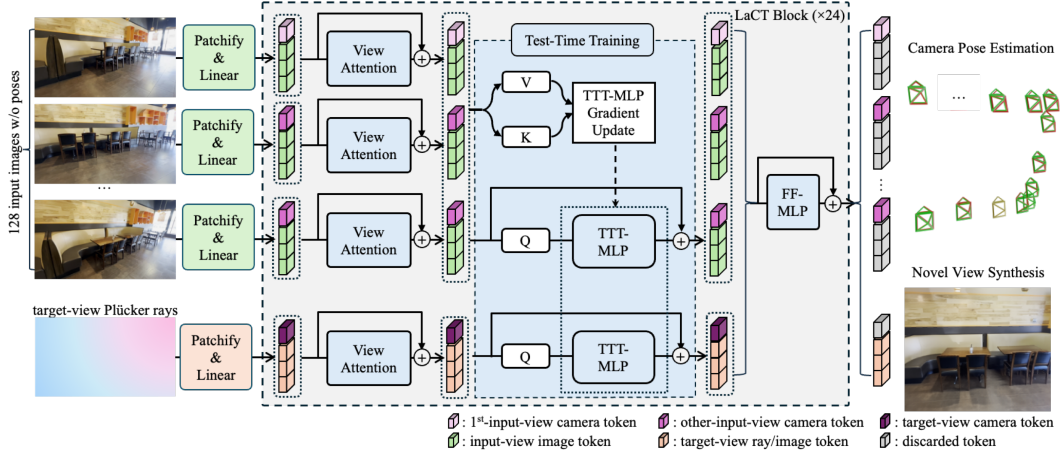 128 input images w/o poses
Patchify
&
Linear
Patchify
&
Linear
...
Patchify
&
Linear
target-view Plücker rays
Patchify
&
Linear
LaCT Block (×24)
View
Attention
View
Attention
View
Attention
View
Attention
Test-Time Training
V
K
TTT-MLP
Gradient
Update
Q
TTT-
MLP
Q
TTT-
MLP
FF-
MLP
Camera Pose Estimation
...
...
Novel View Synthesis
: 1st-input-view camera token
: other-input-view camera token
: target-view camera token
: input-view image token
: target-view ray/image token
: discarded token